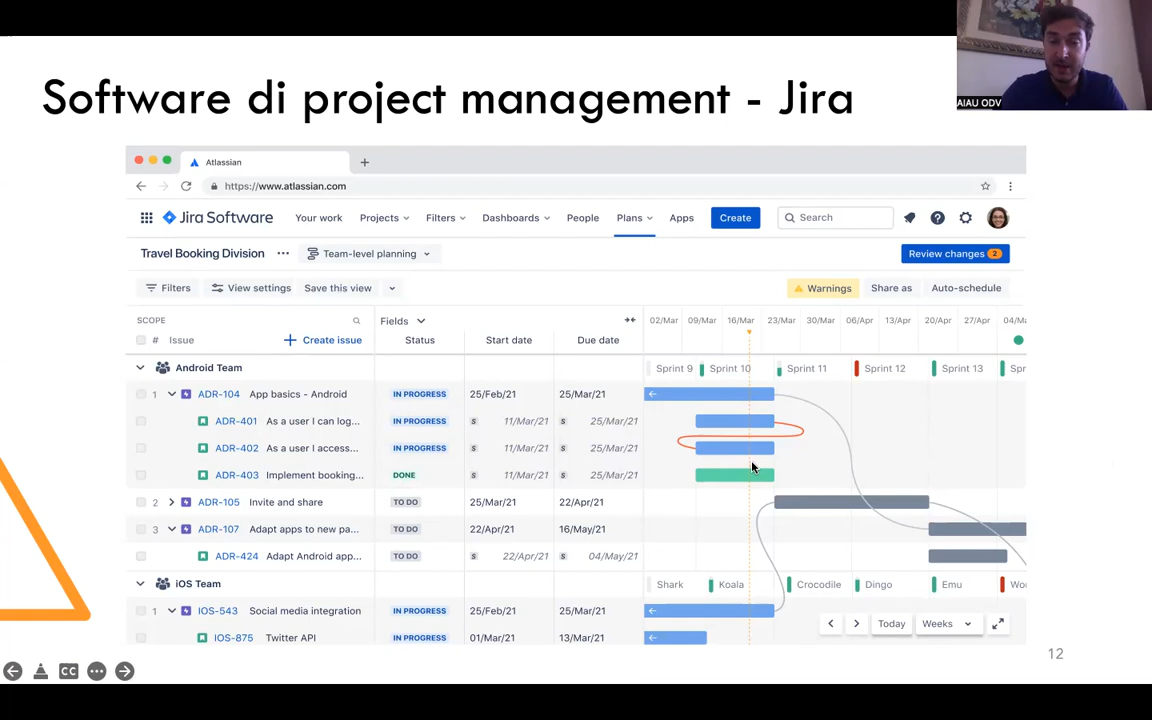 Software di project management - Jira
AIAU ODV
Atlassian
https://www.atlassian.com
Jira Software Your work Projects Filters Dashboards People Plans Apps Create Search
Travel Booking Division Team-level planning Review changes 2
Filters View settings Save this view Warnings Share as Auto-schedule
SCOPE Fields 02/Mar 09/Mar 16/Mar 23/Mar 30/Mar 06/Apr 13/Apr 20/Apr 27/Apr 04/Ma
# Issue + Create issue Status Start date Due date
Android Team Sprint 9 Sprint 10 Sprint 11 Sprint 12 Sprint 13 Spr
1 ADR-104 App basics - Android IN PROGRESS 25/Feb/21 25/Mar/21
ADR-401 As a user I can log... IN PROGRESS S 11/Mar/21 S 25/Mar/21
ADR-402 As a user I access... IN PROGRESS S 11/Mar/21 S 25/Mar/21
ADR-403 Implement booking... DONE S 11/Mar/21 S 25/Mar/21
2 ADR-105 Invite and share TO DO 25/Mar/21 22/Apr/21
3 ADR-107 Adapt apps to new pa... TO DO 22/Apr/21 16/May/21
ADR-424 Adapt Android app... TO DO S 22/Apr/21 S 04/May/21
iOS Team Shark Koala Crocodile Dingo Emu Wo
1 IOS-543 Social media integration IN PROGRESS 25/Feb/21 25/Mar/21
Today Weeks
IOS-875 Twitter API IN PROGRESS 01/Mar/21 13/Mar/21
12
CC